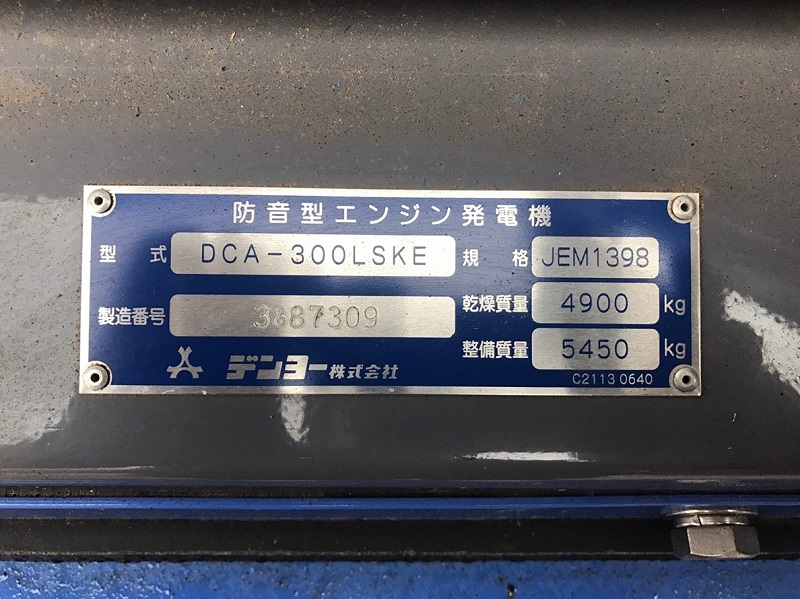 防音型エンジン発電機
型式 DCA-300LSKE 規格 JEM1398
製造番号 3887309 乾燥質量 4900 kg
整備質量 5450 kg
デンヨー株式会社 C2113 0640